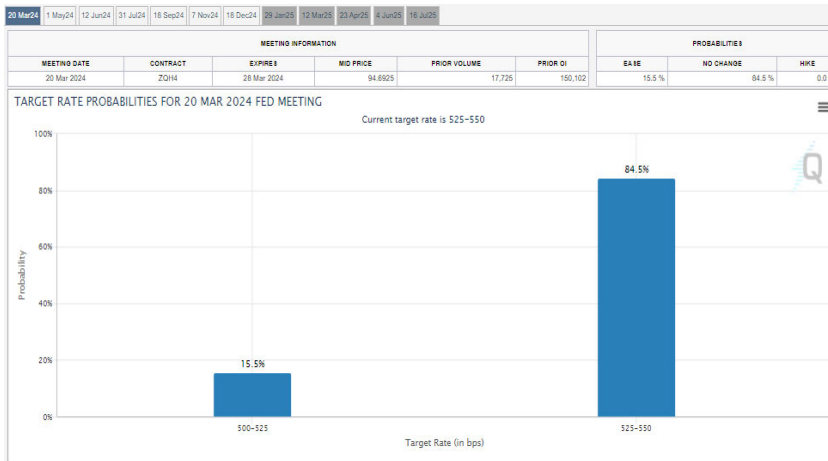 20 Mar24 1 May24 12 Jun24 31 Jul24 18 Sep24 7 Nov24 18 Dec24 29 Jan25 12 Mar25 23 Apr25 4 Jun25 16 Jul25
MEETING INFORMATION PROBABILITIES
MEETING DATE CONTRACT EXPIRES MID PRICE PRIOR VOLUME PRIOR OI EASE NO CHANGE HIKE
20 Mar 2024 ZQH4 28 Mar 2024 94.6925 17,725 150,102 15.5 % 84.5 % 0.0
TARGET RATE PROBABILITIES FOR 20 MAR 2024 FED MEETING
Current target rate is 525-550
100%
80%
60%
40%
20%
0%
Probability
Q
84.5%
15.5%
500-525 525-550
Target Rate (in bps)